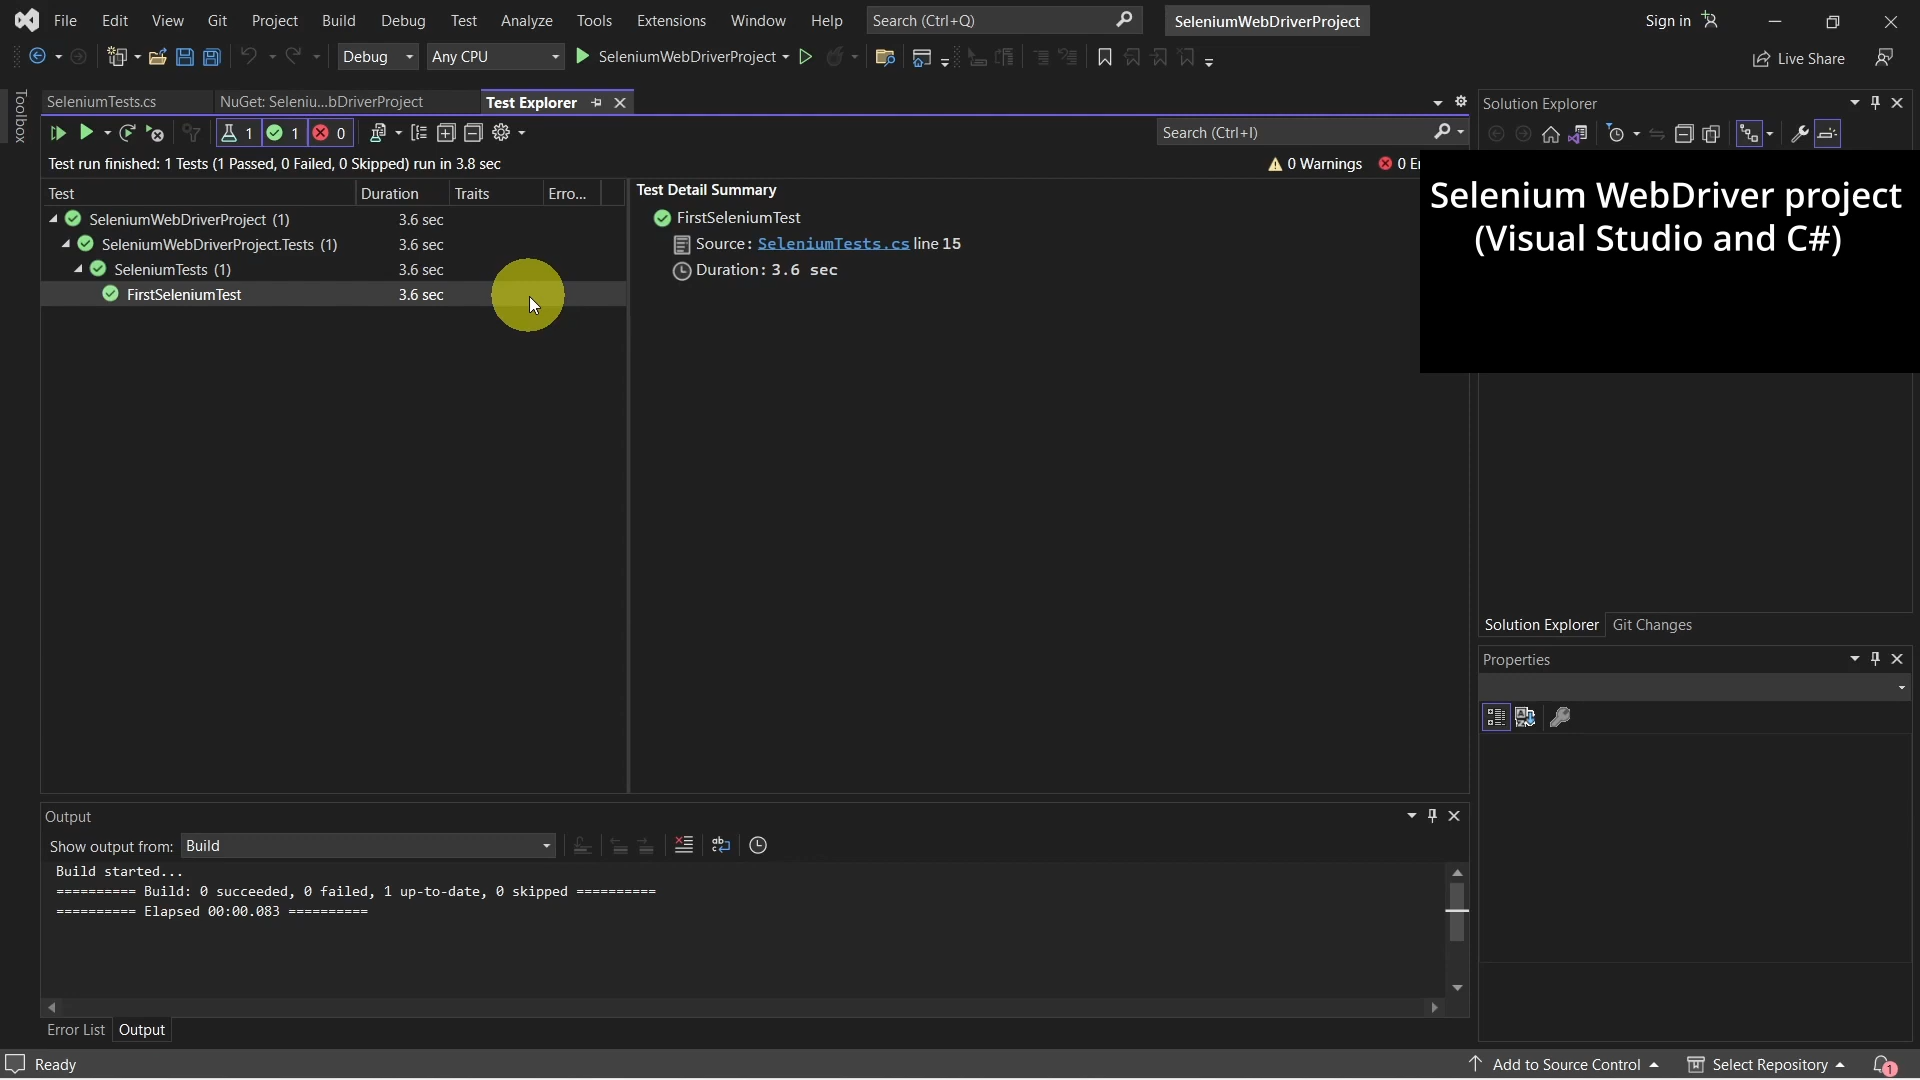 File Edit View Git Project Build Debug Test Analyze Tools Extensions Window Help Search (Ctrl+Q) SeleniumWebDriverProject Sign in
Debug Any CPU SeleniumWebDriverProject Live Share
Toolbox
SeleniumTests.cs NuGet: Seleniu...bDriverProject Test Explorer
1 1 0 Search (Ctrl+I)
Test run finished: 1 Tests (1 Passed, 0 Failed, 0 Skipped) run in 3.8 sec 0 Warnings 0 Er
Test Duration Traits Erro...
SeleniumWebDriverProject (1) 3.6 sec
SeleniumWebDriverProject.Tests (1) 3.6 sec
SeleniumTests (1) 3.6 sec
FirstSeleniumTest 3.6 sec
Test Detail Summary
FirstSeleniumTest
Source: SeleniumTests.cs line 15
Duration: 3.6 sec
Solution Explorer
Selenium WebDriver project
(Visual Studio and C#)
Solution Explorer Git Changes
Properties
Output
Show output from: Build
Build started...
========== Build: 0 succeeded, 0 failed, 1 up-to-date, 0 skipped ==========
========== Elapsed 00:00.083 ==========
Error List Output
Ready Add to Source Control Select Repository 1